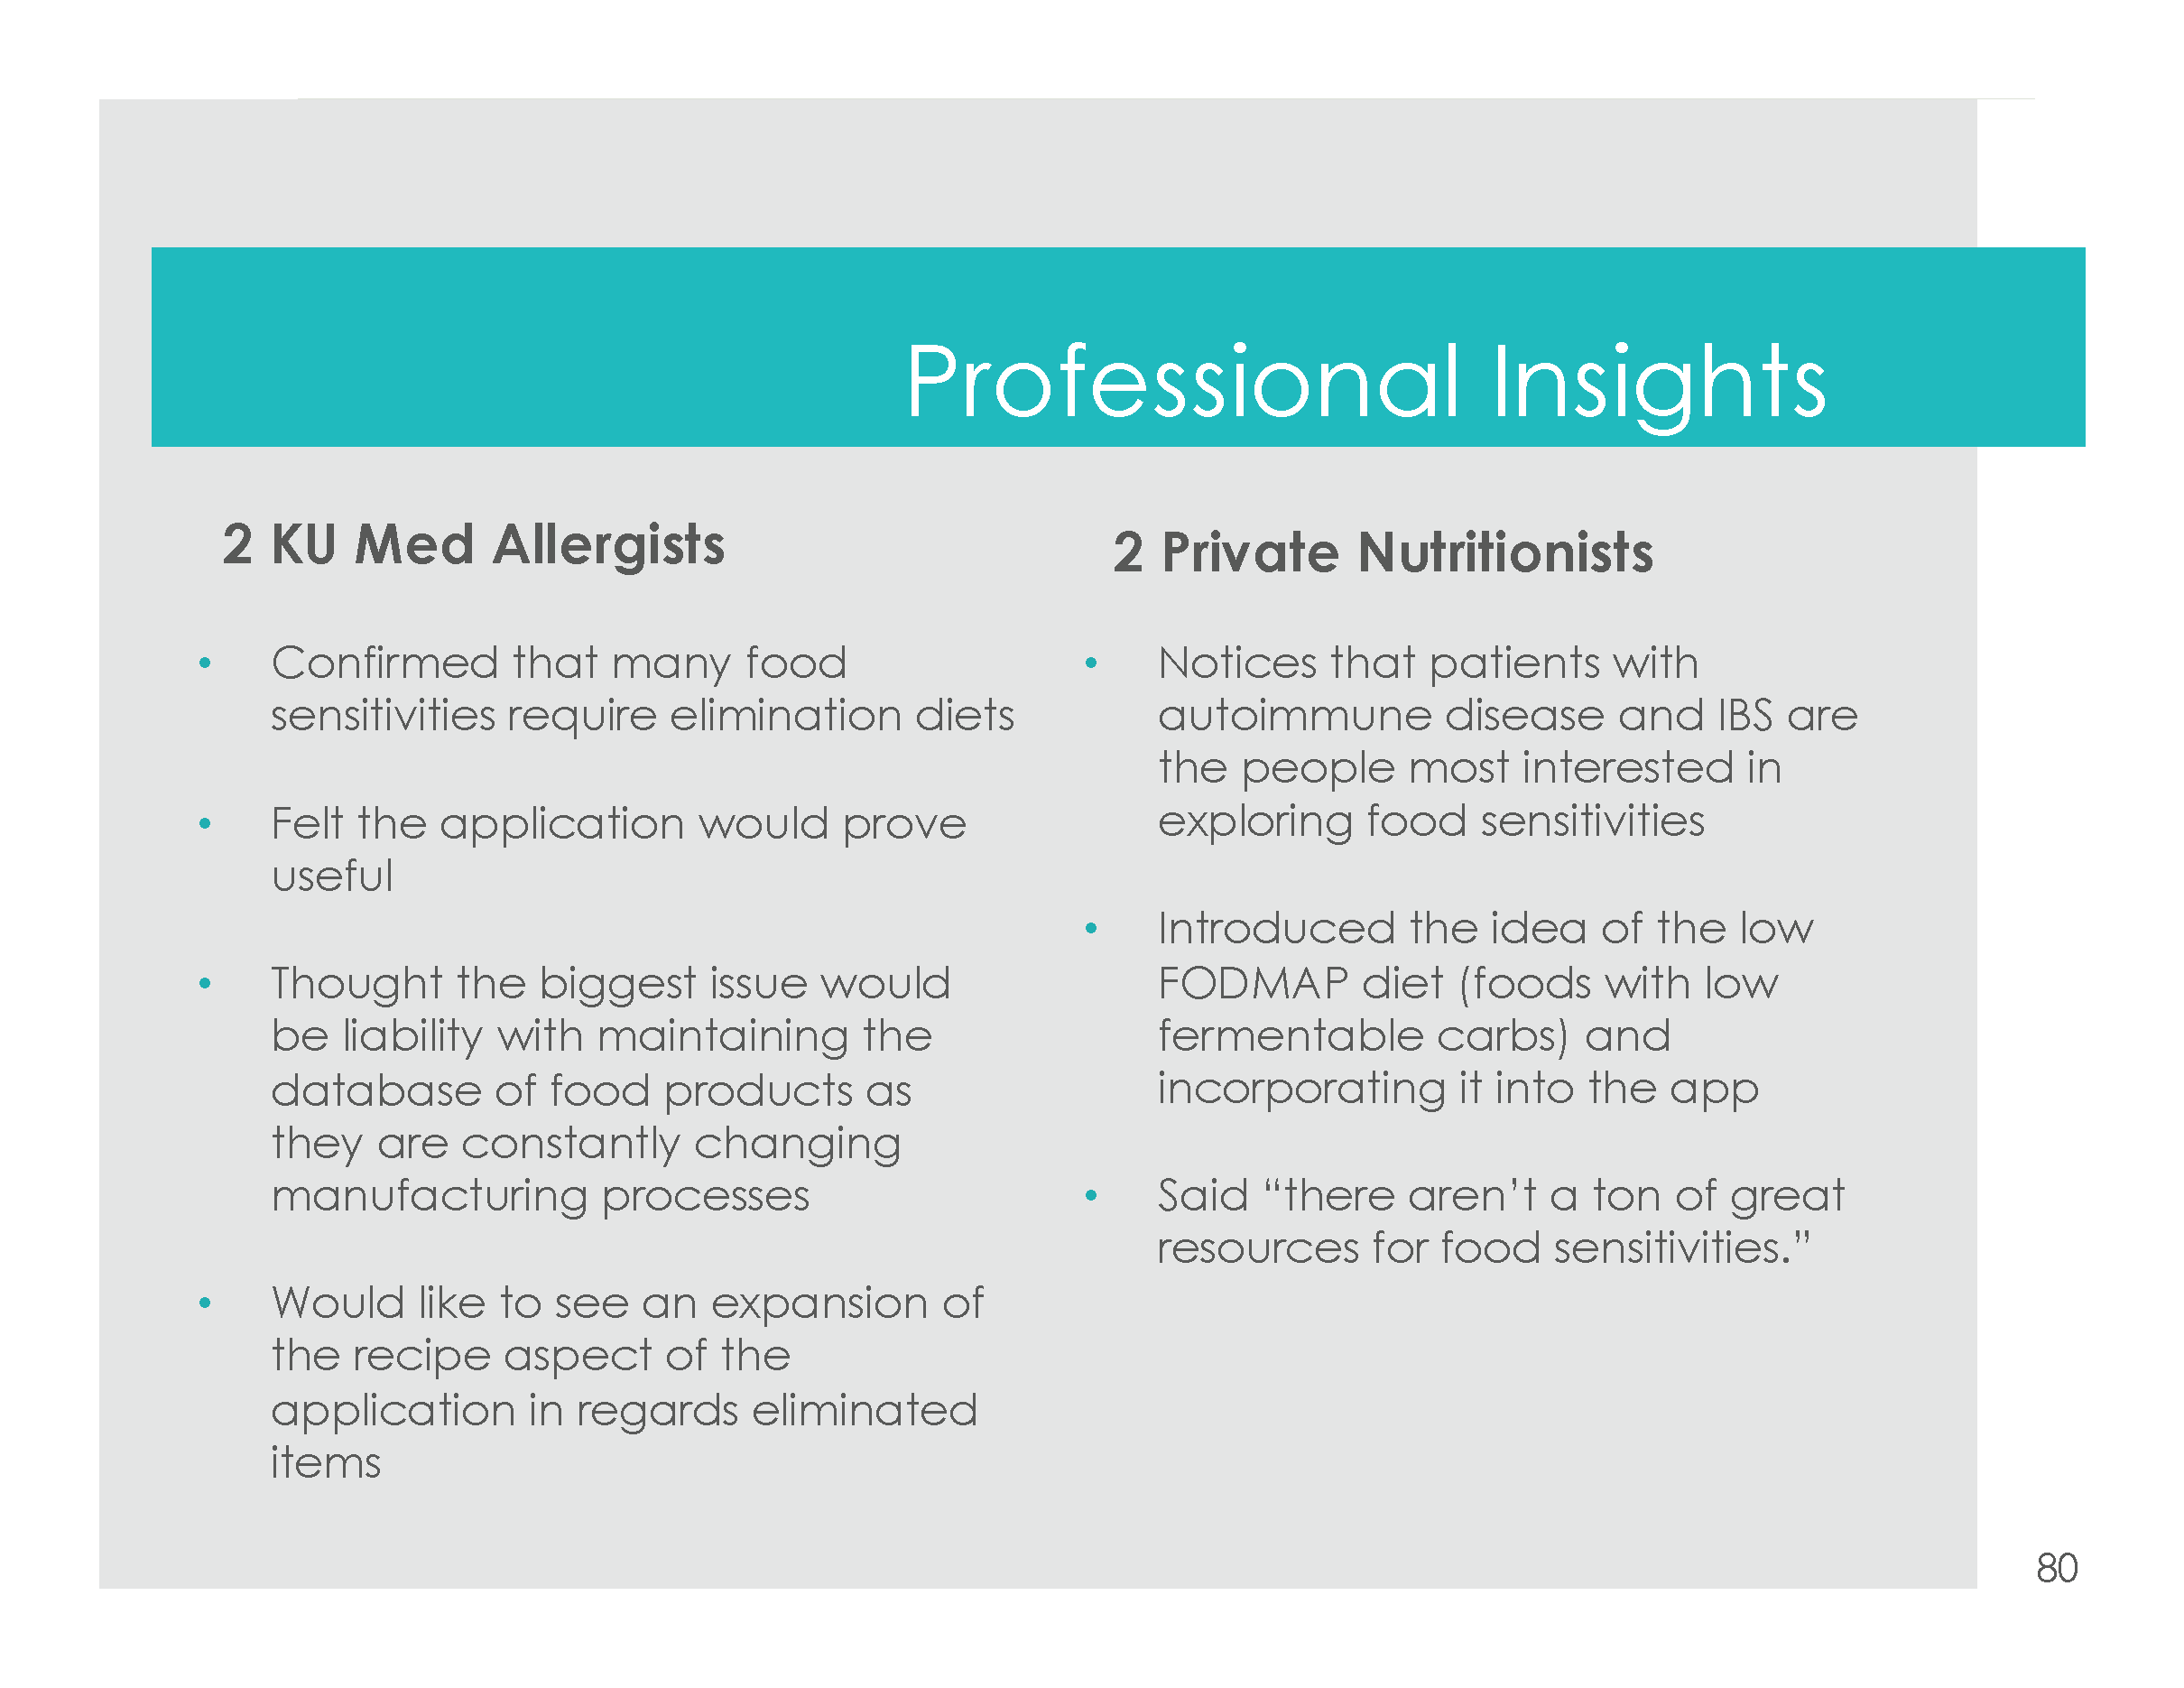 Professional Insights
2 KU Med Allergists
• Confirmed that many food
sensitivities require elimination diets
• Felt the application would prove
useful
• Thought the biggest issue would
be liability with maintaining the
database of food products as
they are constantly changing
manufacturing processes
• Would like to see an expansion of
the recipe aspect of the
application in regards eliminated
items
2 Private Nutritionists
• Notices that patients with
autoimmune disease and IBS are
the people most interested in
exploring food sensitivities
• Introduced the idea of the low
FODMAP diet (foods with low
fermentable carbs) and
incorporating it into the app
• Said “there aren’t a ton of great
resources for food sensitivities.”
80